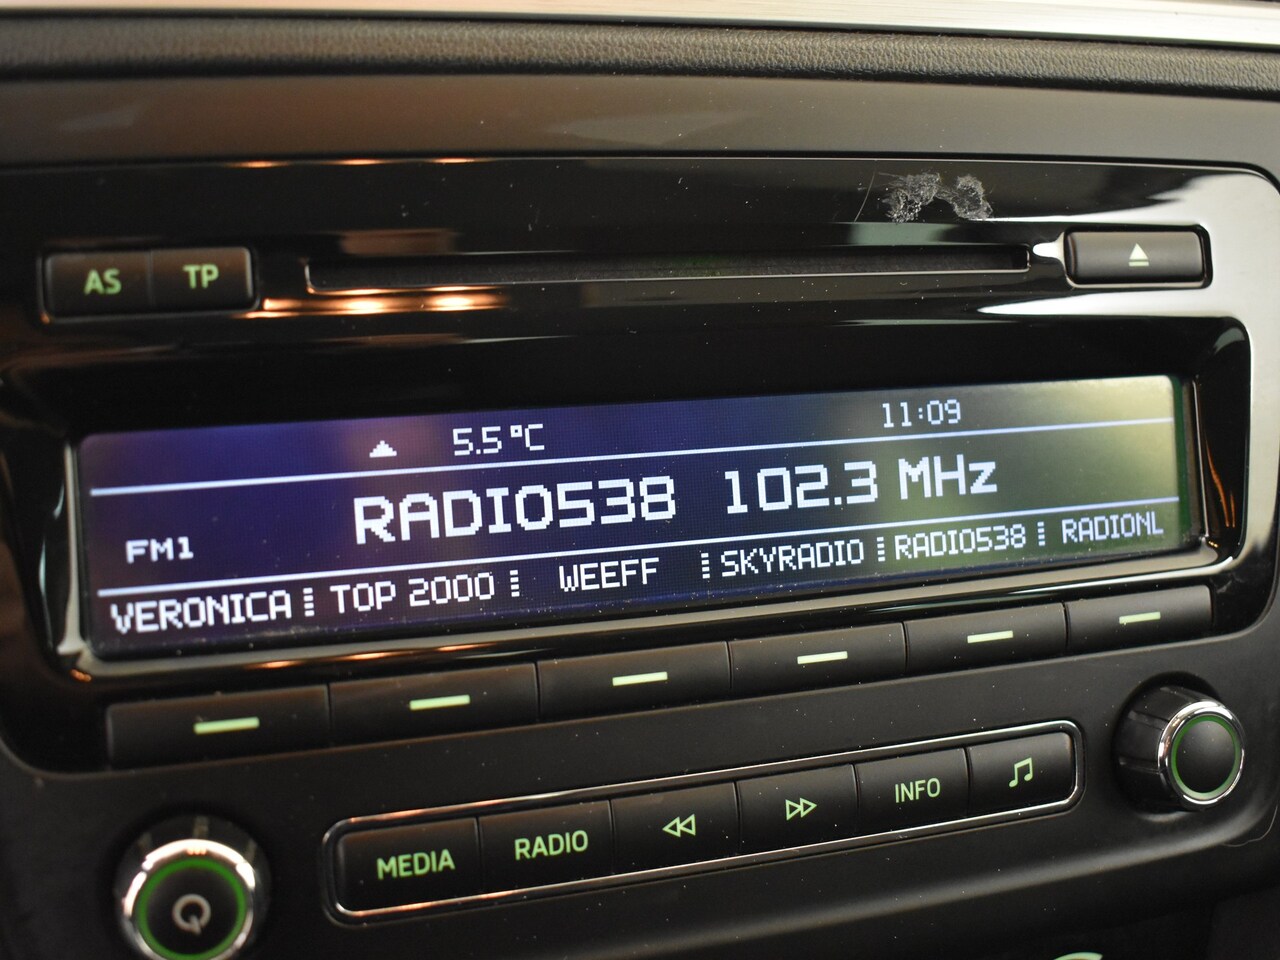 AS TP
5.5°C 11:09
RADIO538 102.3 MHz
FM1
VERONICA TOP 2000 WEEFF SKYRADIO RADIO538 RADIONL
MEDIA RADIO INFO